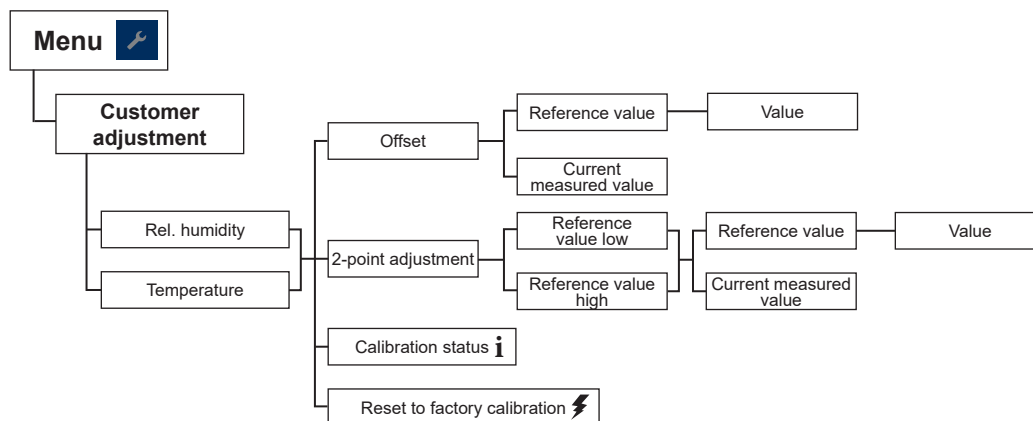 Menu
Customer
adjustment
Rel. humidity
Temperature
Offset
Reference value
Value
Current
measured value
2-point adjustment
Reference
value low
Reference value
high
Reference value
Value
Current measured
value
Calibration status i
Reset to factory calibration